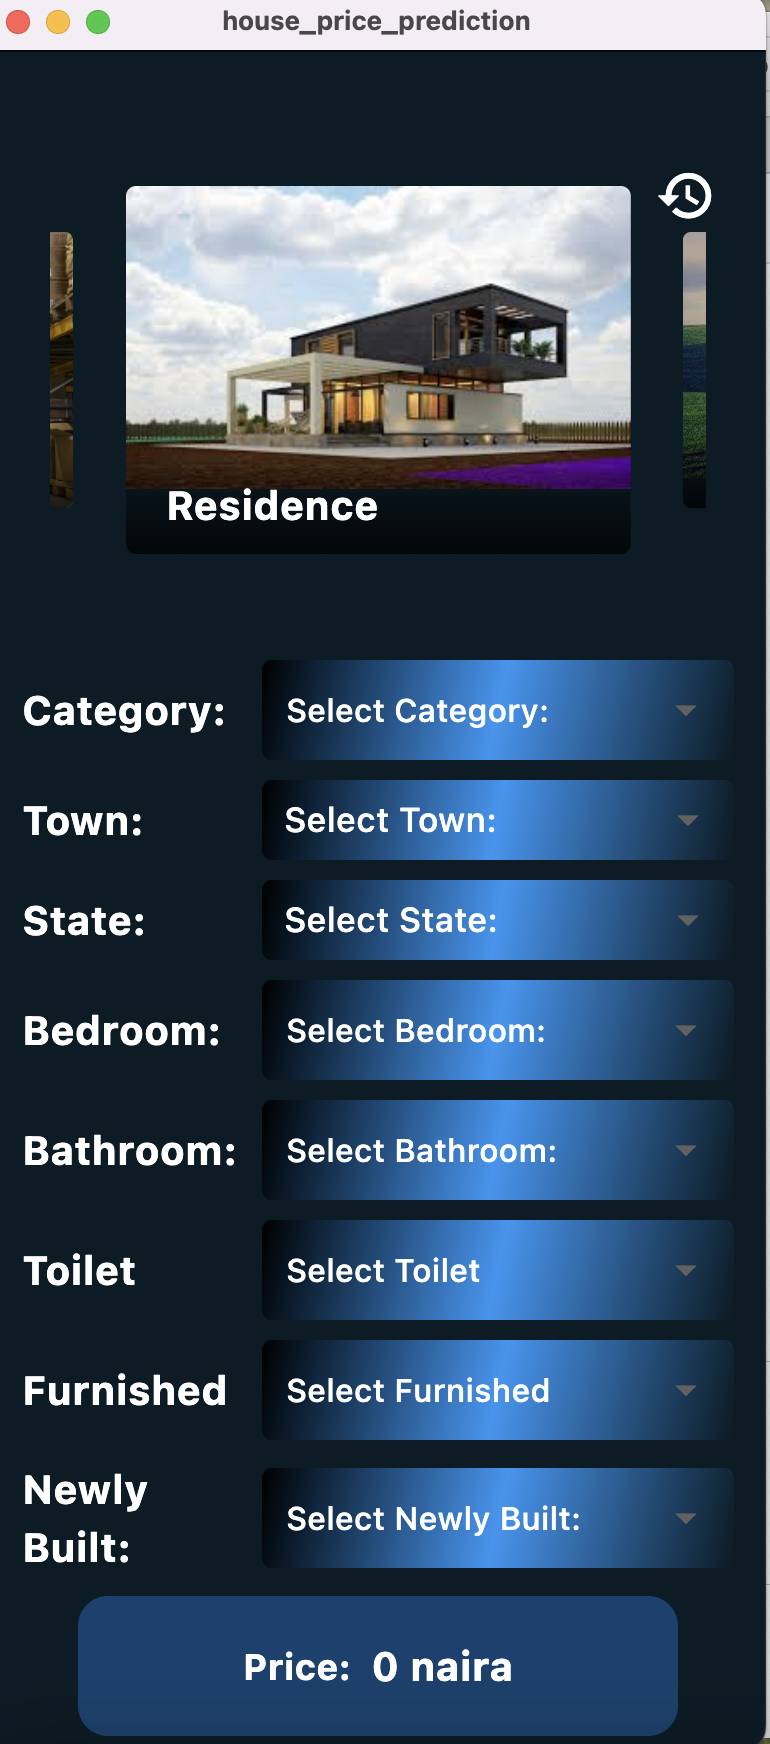 house_price_prediction
Residence
Category: Select Category:
Town: Select Town:
State: Select State:
Bedroom: Select Bedroom:
Bathroom: Select Bathroom:
Toilet Select Toilet
Furnished Select Furnished
Newly
Built: Select Newly Built:
Price: 0 naira